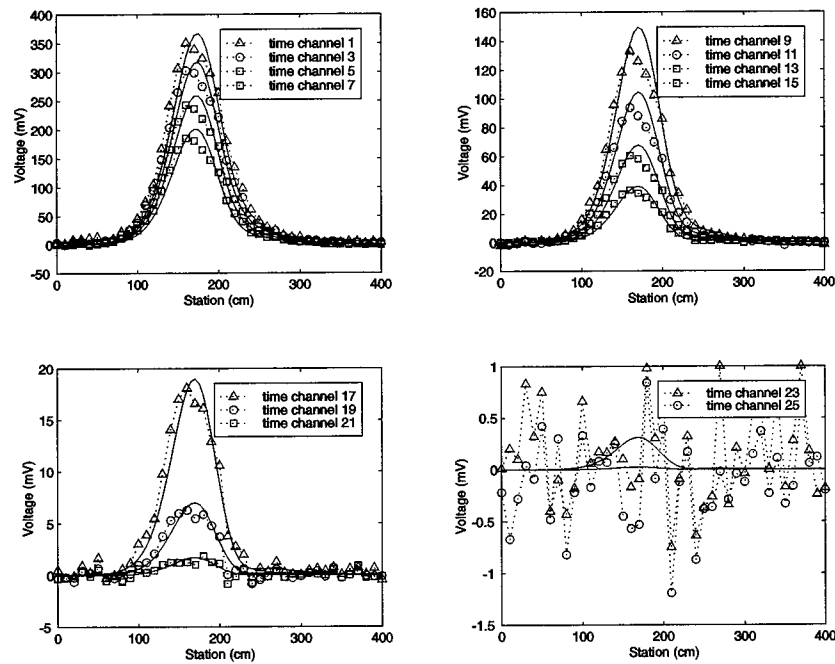 400
350
300
250
200
150
100
50
0
-50
Voltage (mV)
time channel 1
time channel 3
time channel 5
time channel 7
0 100 200 300 400
Station (cm)
160
140
120
100
80
60
40
20
0
-20
Voltage (mV)
time channel 9
time channel 11
time channel 13
time channel 15
0 100 200 300 400
Station (cm)
20
15
10
5
0
-5
Voltage (mV)
time channel 17
time channel 19
time channel 21
0 100 200 300 400
Station (cm)
1
0.5
0
-0.5
-1
-1.5
Voltage (mV)
time channel 23
time channel 25
0 100 200 300 400
Station (cm)